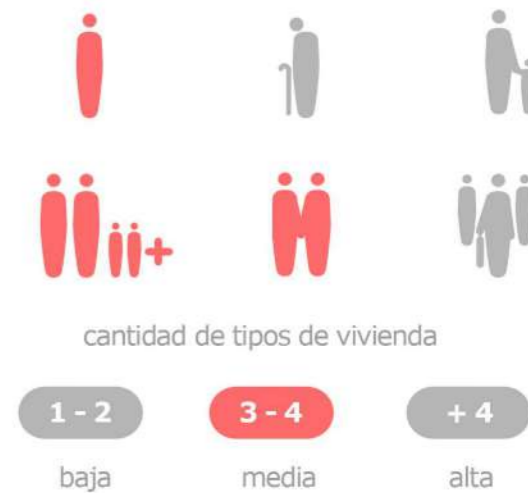 cantidad de tipos de vivienda
1 - 2 3 - 4 + 4
baja media alta